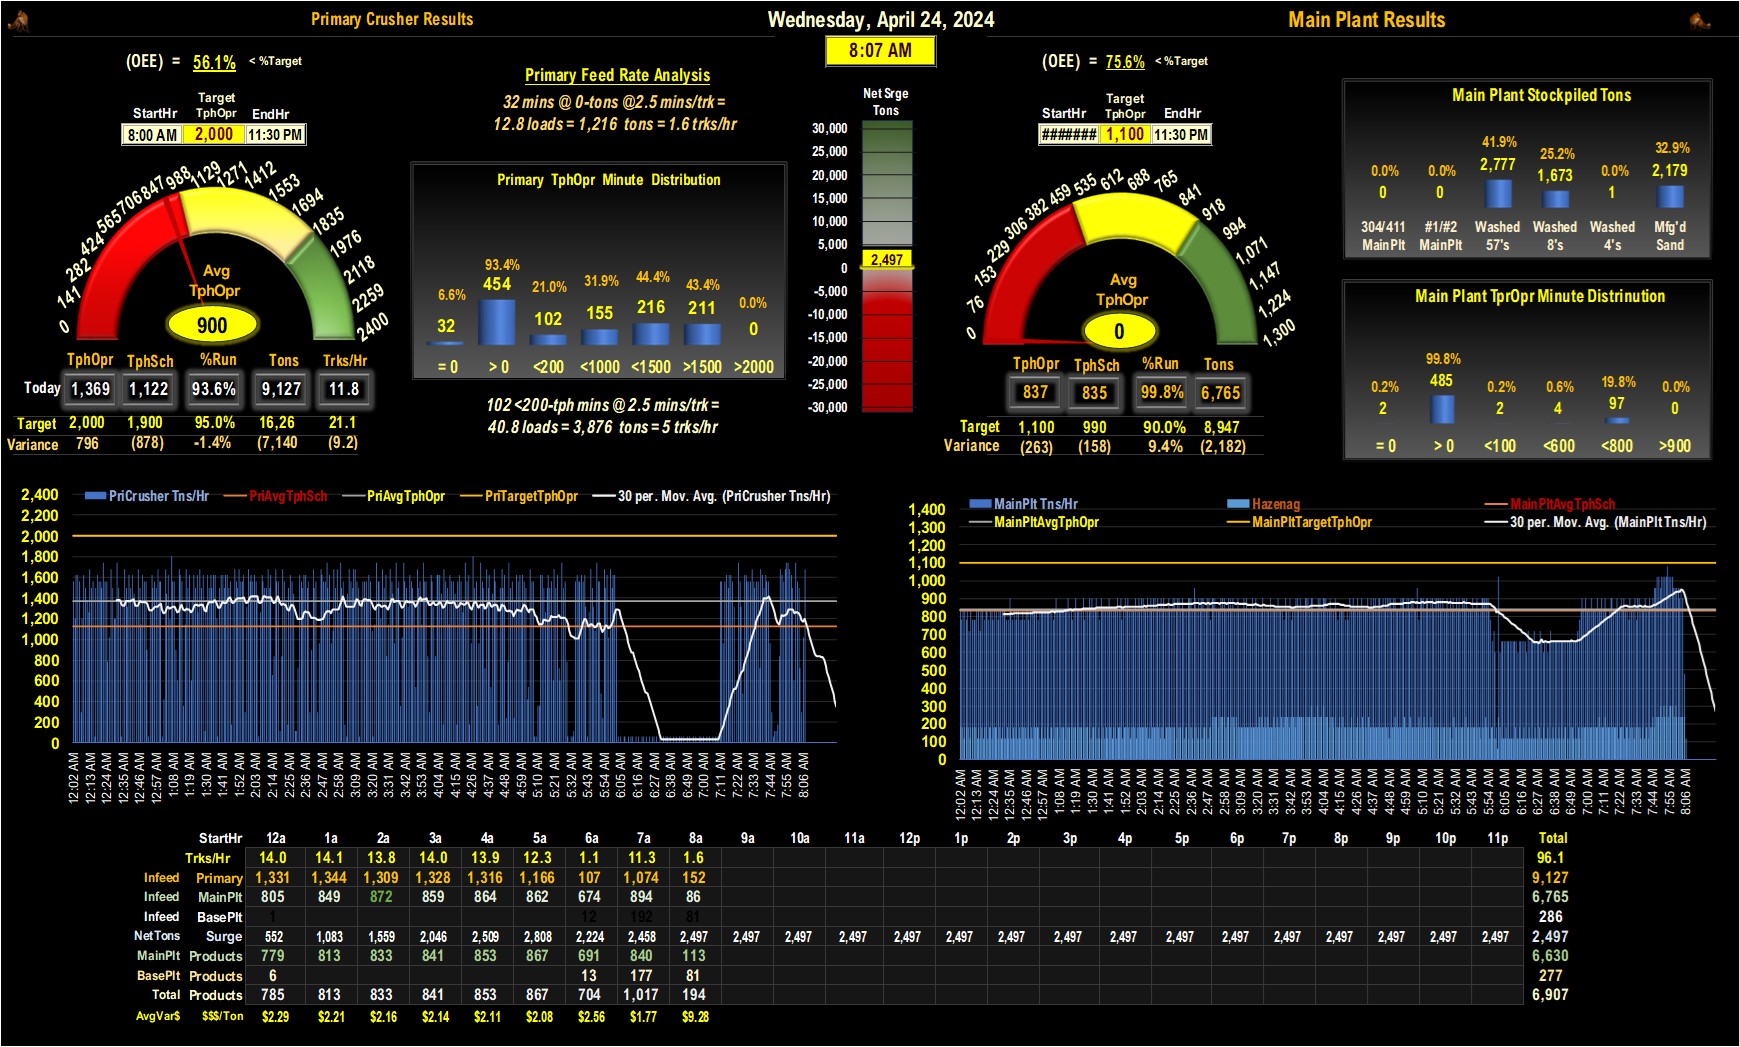 Primary Crusher Results
Wednesday, April 24, 2024
Main Plant Results
8:07 AM
(OEE) = 56.1% < %Target
StartHr Target TphOpr EndHr
8:00 AM 2,000 11:30 PM
0 141 282 424 565 706 847 988 1129 1271 1412 1553 1694 1835 1976 2118 2259 2400
Avg
TphOpr
900
TphOpr TphSch %Run Tons Trks/Hr
Today 1,369 1,122 93.6% 9,127 11.8
Target 2,000 1,900 95.0% 16,26 21.1
Variance 796 (878) -1.4% (7,140 (9.2)
Primary Feed Rate Analysis
32 mins @ 0-tons @2.5 mins/trk =
12.8 loads = 1,216 tons = 1.6 trks/hr
Primary TphOpr Minute Distribution
6.6% 93.4% 21.0% 31.9% 44.4% 43.4% 0.0%
32 454 102 155 216 211 0
= 0 > 0 <200 <1000 <1500 >1500 >2000
102 <200-tph mins @ 2.5 mins/trk =
40.8 loads = 3,876 tons = 5 trks/hr
Net Srge
Tons
30,000
25,000
20,000
15,000
10,000
5,000
2,497
0
-5,000
-10,000
-15,000
-20,000
-25,000
-30,000
(OEE) = 75.6% < %Target
StartHr Target TphOpr EndHr
####### 1,100 11:30 PM
0 76 153 229 306 382 459 535 612 688 765 841 918 994 1,071 1,147 1,224 1,300
Avg
TphOpr
0
TphOpr TphSch %Run Tons
837 835 99.8% 6,765
Target 1,100 990 90.0% 8,947
Variance (263) (158) 9.4% (2,182)
Main Plant Stockpiled Tons
0.0% 0.0% 41.9% 25.2% 0.0% 32.9%
0 0 2,777 1,673 1 2,179
304/411 #1/#2 Washed Washed Washed Mfg'd
MainPlt MainPlt 57's 8's 4's Sand
Main Plant TprOpr Minute Distrinution
0.2% 99.8% 0.2% 0.6% 19.8% 0.0%
2 485 2 4 97 0
= 0 > 0 <100 <600 <800 >900
PriCrusher Tns/Hr PriAvgTphSch PriAvgTphOpr PriTargetTphOpr 30 per. Mov. Avg. (PriCrusher Tns/Hr)
2,400
2,200
2,000
1,800
1,600
1,400
1,200
1,000
800
600
400
200
0
12:02 AM 12:13 AM 12:24 AM 12:35 AM 12:46 AM 12:57 AM 1:08 AM 1:19 AM 1:30 AM 1:41 AM 1:52 AM 2:03 AM 2:14 AM 2:25 AM 2:36 AM 2:47 AM 2:58 AM 3:09 AM 3:20 AM 3:31 AM 3:42 AM 3:53 AM 4:04 AM 4:15 AM 4:26 AM 4:37 AM 4:48 AM 4:59 AM 5:10 AM 5:21 AM 5:32 AM 5:43 AM 5:54 AM 6:05 AM 6:16 AM 6:27 AM 6:38 AM 6:49 AM 7:00 AM 7:11 AM 7:22 AM 7:33 AM 7:44 AM 7:55 AM 8:06 AM
MainPlt Tns/Hr Hazenag MainPltAvgTphSch
MainPltAvgTphOpr MainPltTargetTphOpr 30 per. Mov. Avg. (MainPlt Tns/Hr)
1,400
1,300
1,200
1,100
1,000
900
800
700
600
500
400
300
200
100
0
12:02 AM 12:13 AM 12:24 AM 12:35 AM 12:46 AM 12:57 AM 1:08 AM 1:19 AM 1:30 AM 1:41 AM 1:52 AM 2:03 AM 2:14 AM 2:25 AM 2:36 AM 2:47 AM 2:58 AM 3:09 AM 3:20 AM 3:31 AM 3:42 AM 3:53 AM 4:04 AM 4:15 AM 4:26 AM 4:37 AM 4:48 AM 4:59 AM 5:10 AM 5:21 AM 5:32 AM 5:43 AM 5:54 AM 6:05 AM 6:16 AM 6:27 AM 6:38 AM 6:49 AM 7:00 AM 7:11 AM 7:22 AM 7:33 AM 7:44 AM 7:55 AM 8:06 AM
StartHr 12a 1a 2a 3a 4a 5a 6a 7a 8a 9a 10a 11a 12p 1p 2p 3p 4p 5p 6p 7p 8p 9p 10p 11p Total
Trks/Hr 14.0 14.1 13.8 14.0 13.9 12.3 1.1 11.3 1.6 96.1
Infeed Primary 1,331 1,344 1,309 1,328 1,316 1,166 107 1,074 152 9,127
Infeed MainPlt 805 849 872 859 864 862 674 894 86 6,765
Infeed BasePlt 1 12 192 81 286
NetTons Surge 552 1,083 1,559 2,046 2,509 2,808 2,224 2,458 2,497 2,497 2,497 2,497 2,497 2,497 2,497 2,497 2,497 2,497 2,497 2,497 2,497 2,497 2,497 2,497 2,497
MainPlt Products 779 813 833 841 853 867 691 840 113 6,630
BasePlt Products 6 13 177 81 277
Total Products 785 813 833 841 853 867 704 1,017 194 6,907
AvgVar$ $$$/Ton $2.29 $2.21 $2.16 $2.14 $2.11 $2.08 $2.56 $1.77 $9.28